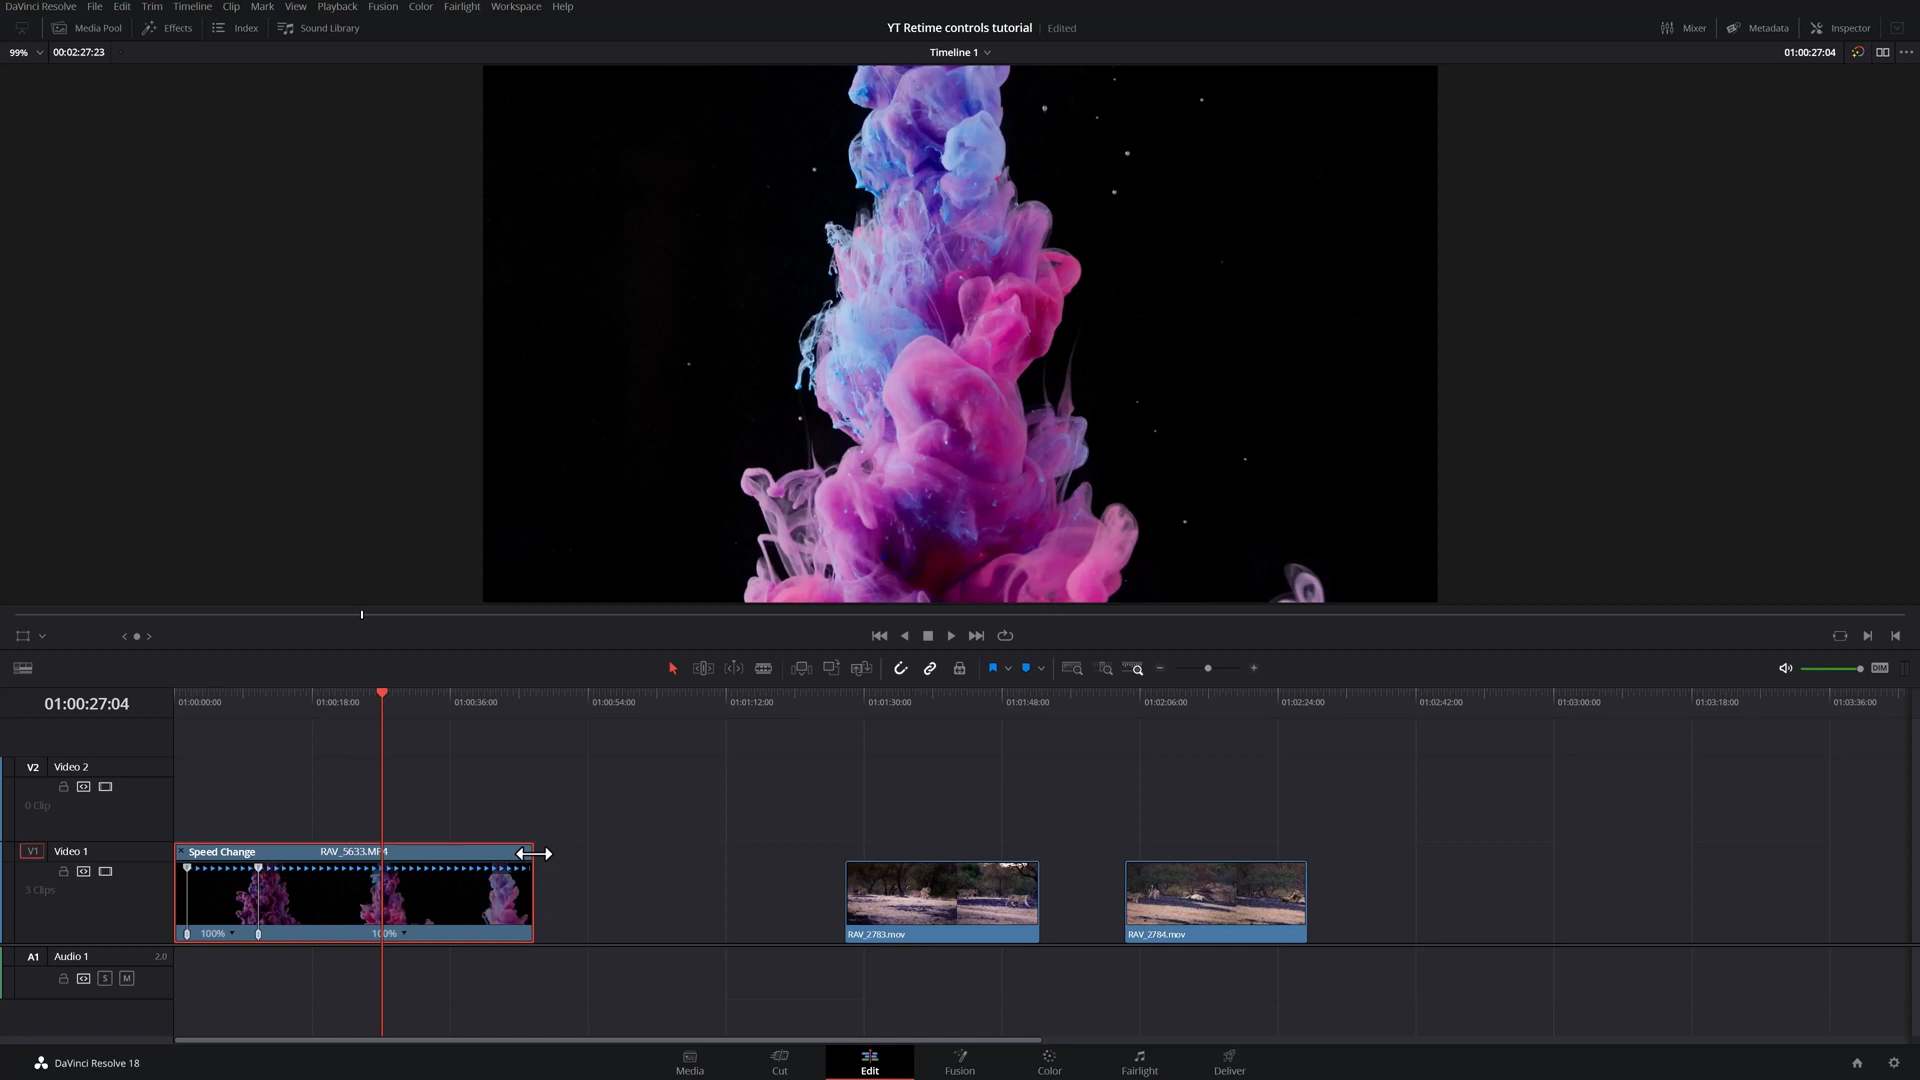 DaVinci Resolve File Edit Trim Timeline Clip Mark View Playback Fusion Color Fairlight Workspace Help
Media Pool Effects Index Sound Library YT Retime controls tutorial Edited Mixer Metadata Inspector
99% 00:02:27:23 Timeline 1 01:00:27:04
DIM
01:00:27:04 01:00:00:00 01:00:18:00 01:00:36:00 01:00:54:00 01:01:12:00 01:01:30:00 01:01:48:00 01:02:06:00 01:02:24:00 01:02:42:00 01:03:00:00 01:03:18:00 01:03:36:00
V2 Video 2
0 Clip
V1 Video 1 Speed Change RAV_5633.MP4
3 Clips
100% 100% RAV_2783.mov RAV_2784.mov
A1 Audio 1 2.0
S M
DaVinci Resolve 18 Media Cut Edit Fusion Color Fairlight Deliver